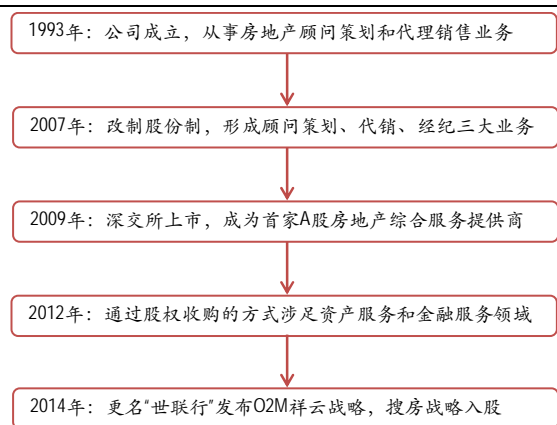 1993年：公司成立，从事房地产顾问策划和代理销售业务
2007年：改制股份制，形成顾问策划、代销、经纪三大业务
2009年：深交所上市，成为首家A股房地产综合服务提供商
2012年：通过股权收购的方式涉足资产服务和金融服务领域
2014年：更名“世联行”发布O2M祥云战略，搜房战略入股